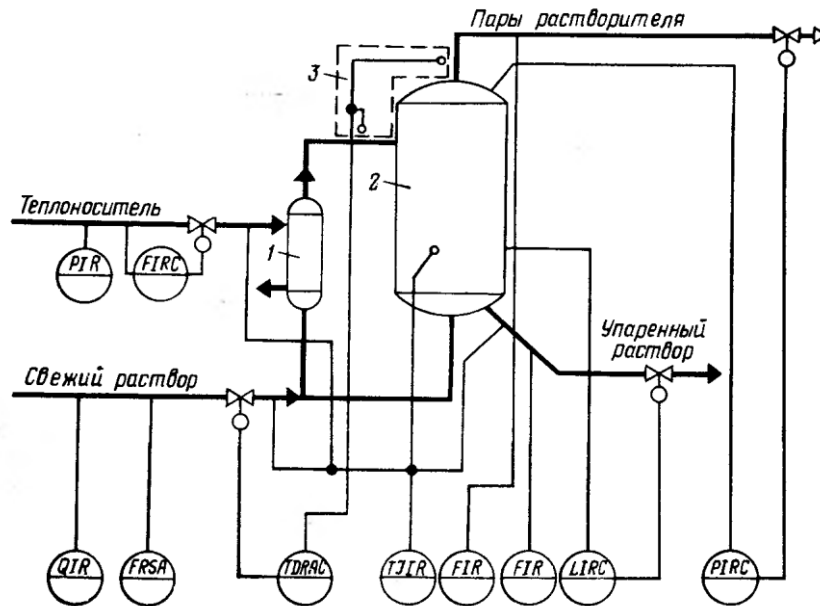 Пары растворителя
3
Теплоноситель
2
1
PIR
FIRC
Упаренный
раствор
Свежий раствор
QIR
FRSA
TDRAC
TJIR
FIR
FIR
LIRC
PIRC